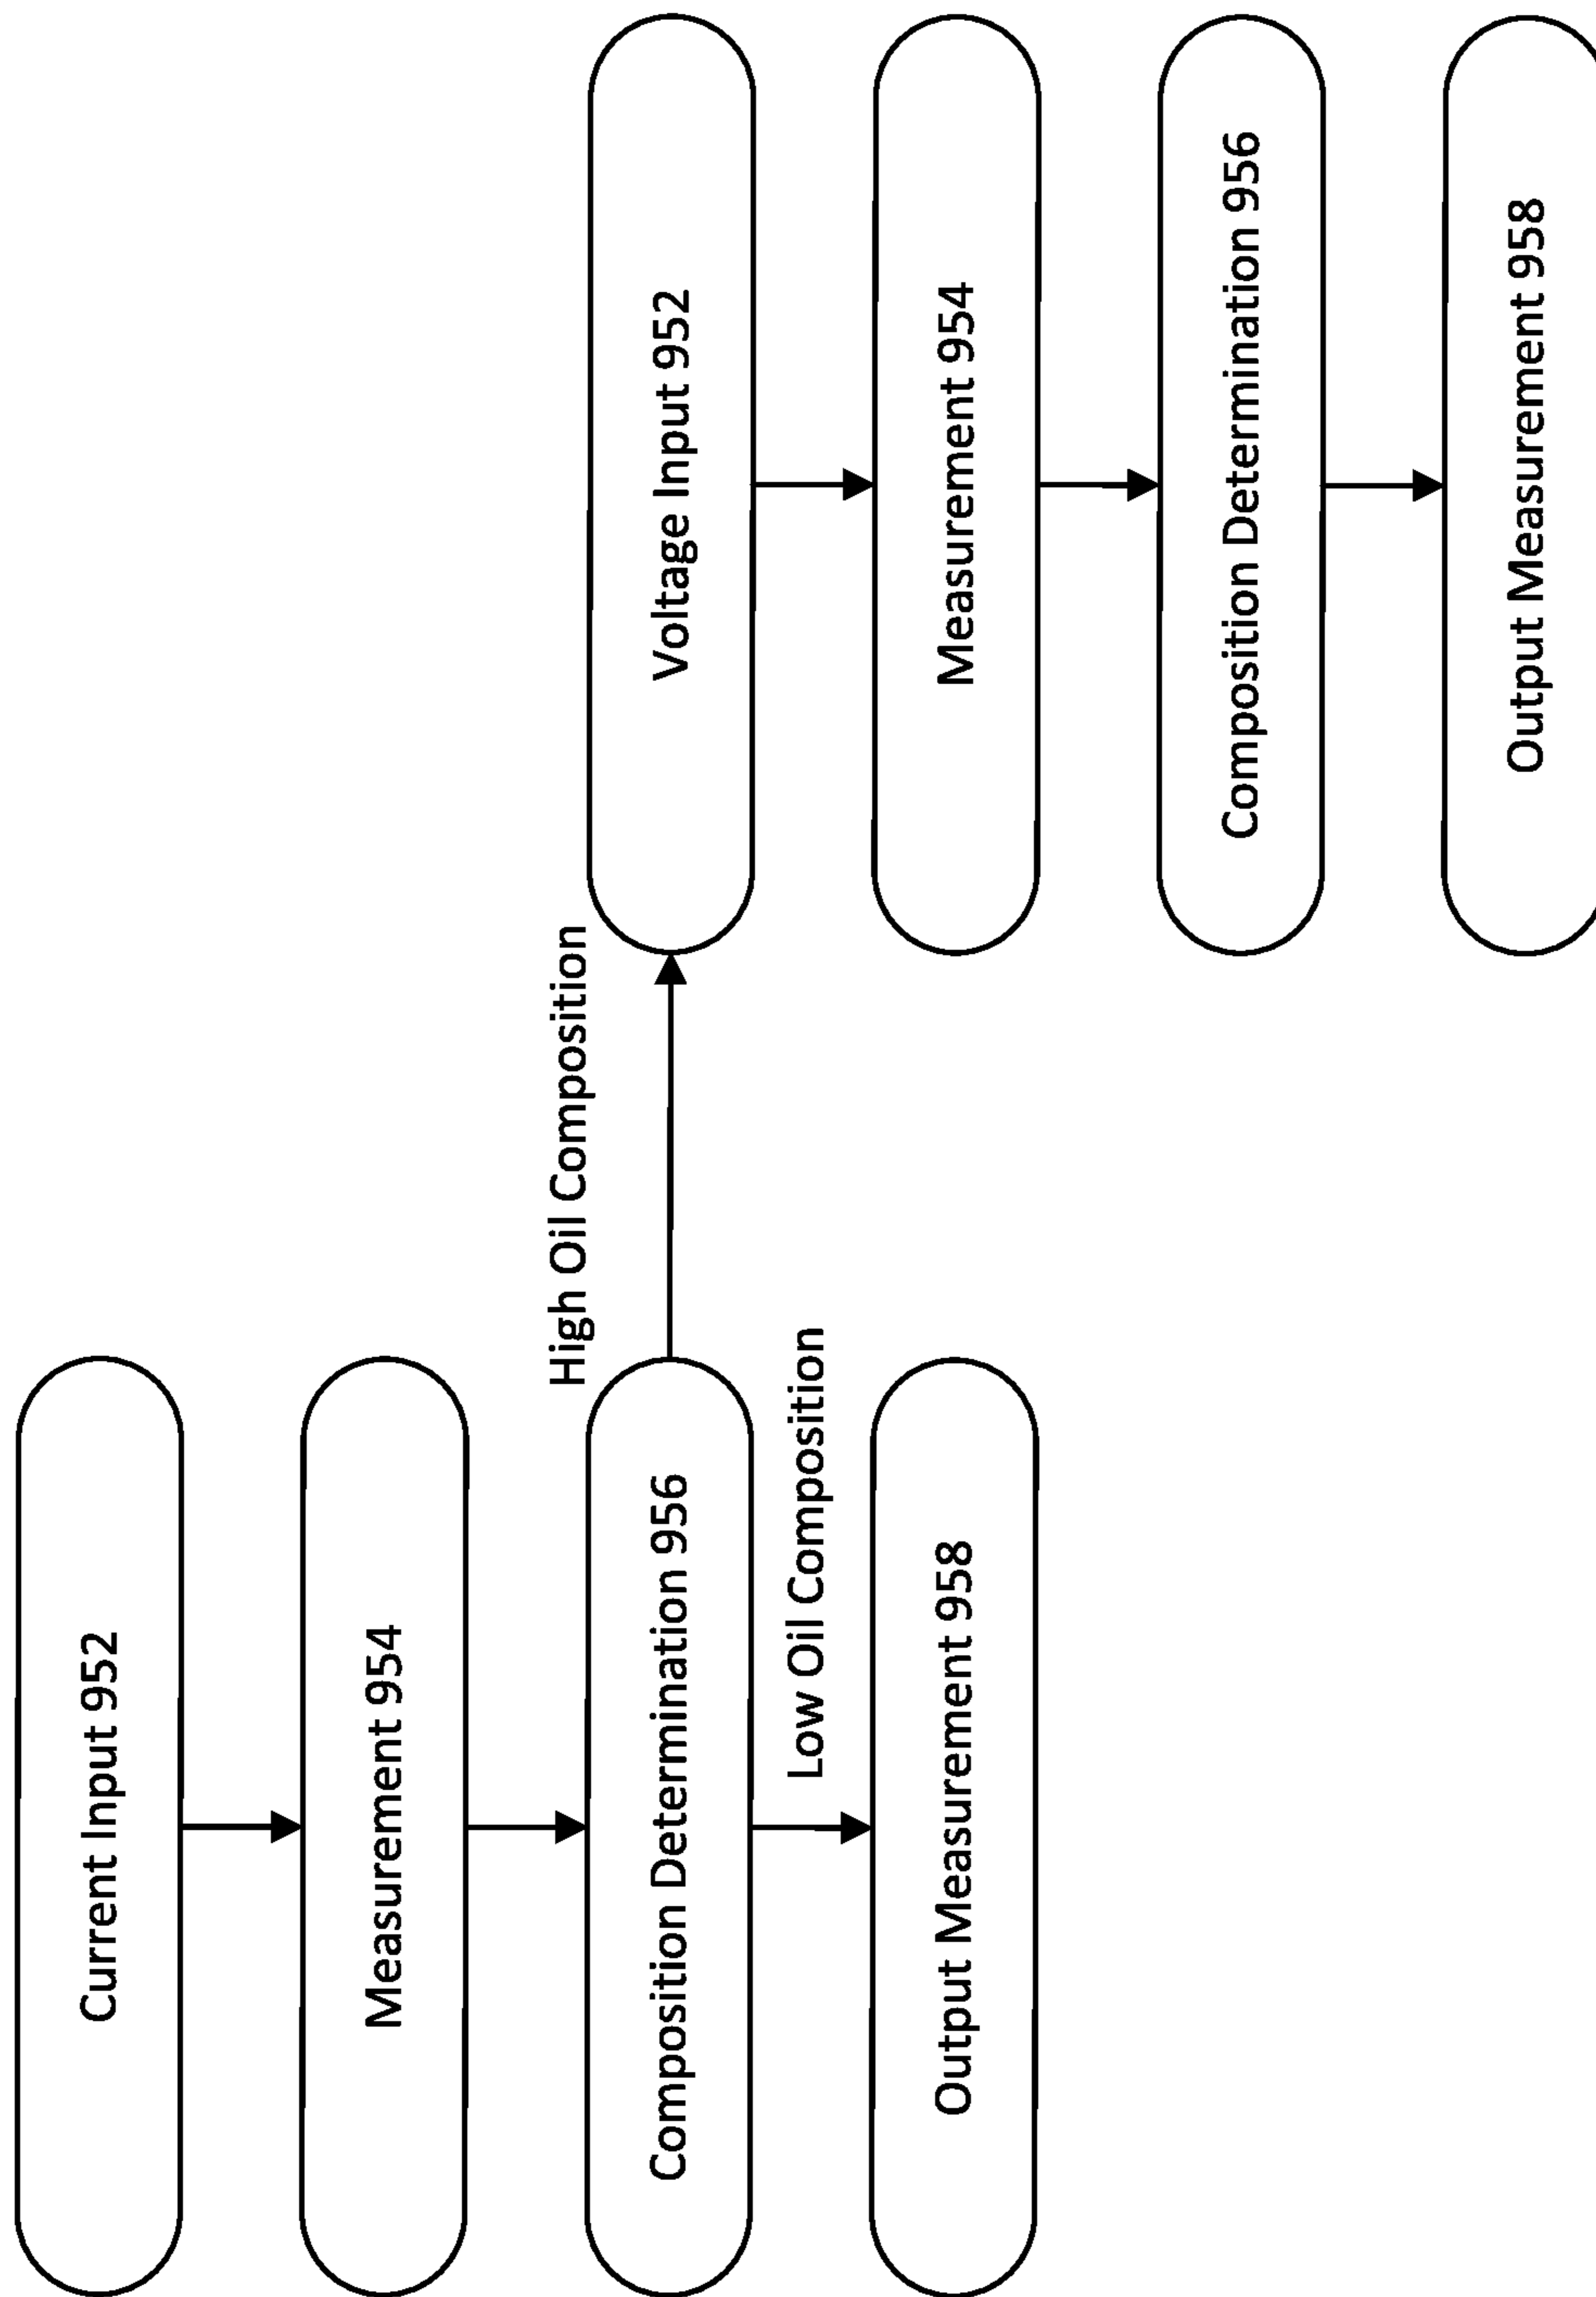 Current Input 952
Measurement 954
Composition Determination 956
High Oil Composition
Low Oil Composition
Output Measurement 958
Voltage Input 952
Measurement 954
Composition Determination 956
Output Measurement 958